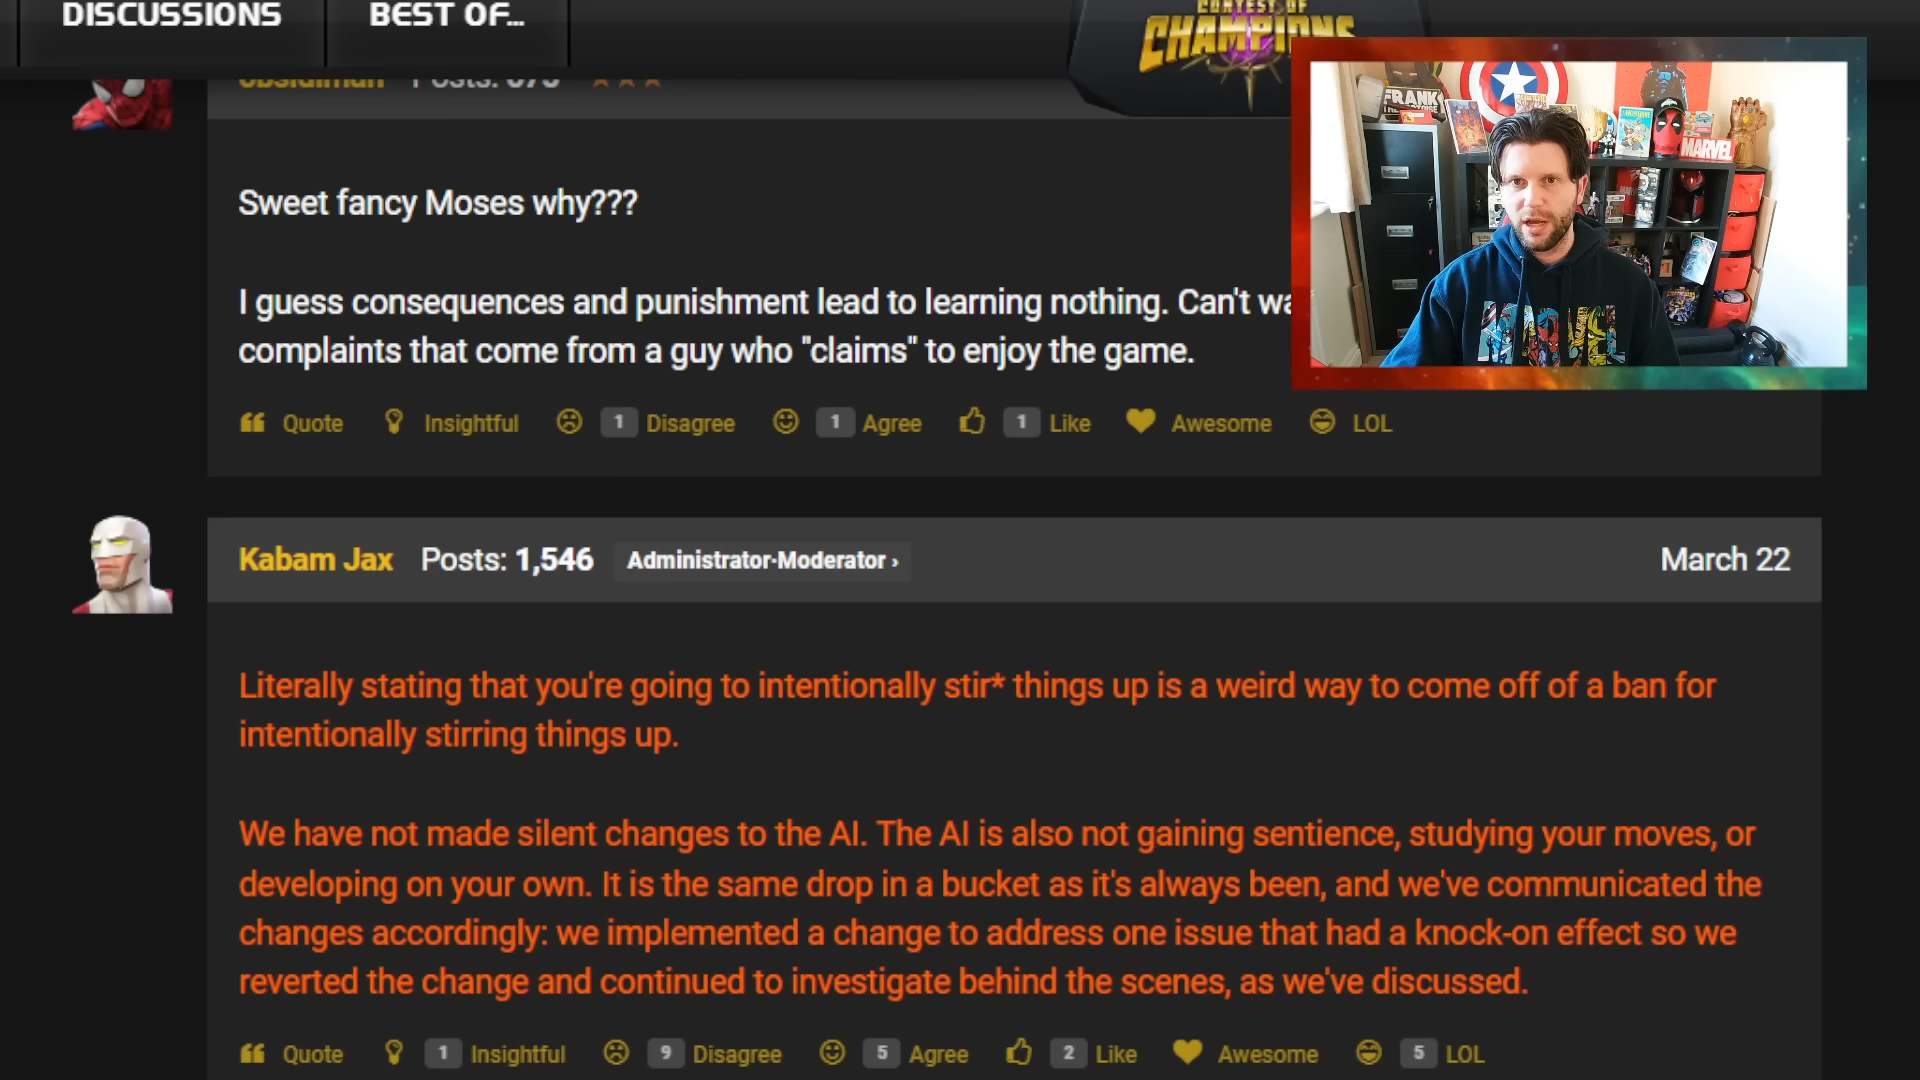 DISCUSSIONS
BEST OF...
CONTEST OF
CHAMPIONS
Obsidiman Posts: 675
FRANK
MARVEL
Sweet fancy Moses why???
I guess consequences and punishment lead to learning nothing. Can't wa
complaints that come from a guy who "claims" to enjoy the game.
Quote Insightful 1 Disagree 1 Agree 1 Like Awesome LOL
Kabam Jax Posts: 1,546 Administrator·Moderator › March 22
Literally stating that you're going to intentionally stir* things up is a weird way to come off of a ban for
intentionally stirring things up.
We have not made silent changes to the AI. The AI is also not gaining sentience, studying your moves, or
developing on your own. It is the same drop in a bucket as it's always been, and we've communicated the
changes accordingly: we implemented a change to address one issue that had a knock-on effect so we
reverted the change and continued to investigate behind the scenes, as we've discussed.
Quote 1 Insightful 9 Disagree 5 Agree 2 Like Awesome 5 LOL